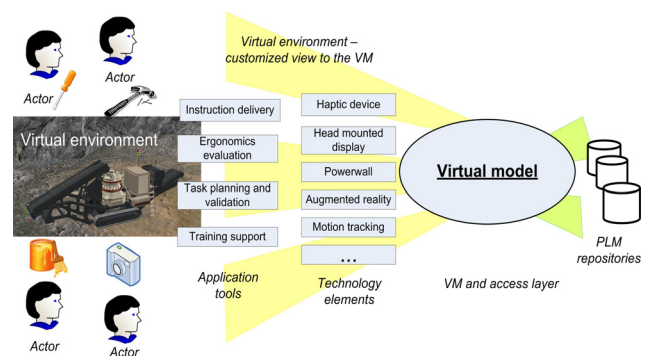 Virtual environment –
customized view to the VM
Actor
Actor
Virtual environment
Instruction delivery
Ergonomics
evaluation
Task planning and
validation
Training support
Application
tools
Haptic device
Head mounted
display
Powerwall
Augmented reality
Motion tracking
...
Technology
elements
Virtual model
VM and access layer
PLM
repositories
Actor
Actor